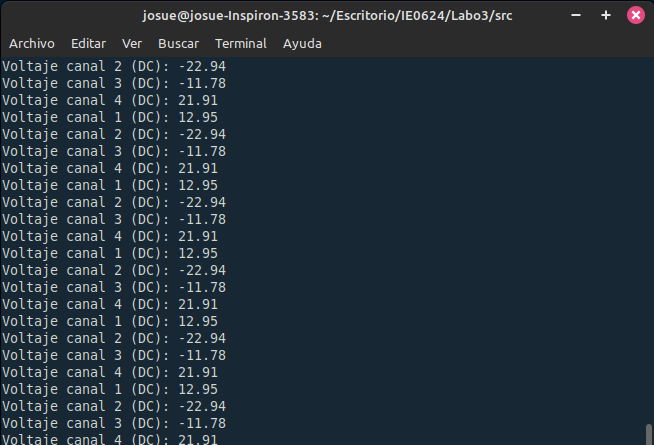 josue@josue-Inspiron-3583: ~/Escritorio/IE0624/Labo3/src
Archivo Editar Ver Buscar Terminal Ayuda
Voltaje canal 2 (DC): -22.94
Voltaje canal 3 (DC): -11.78
Voltaje canal 4 (DC): 21.91
Voltaje canal 1 (DC): 12.95
Voltaje canal 2 (DC): -22.94
Voltaje canal 3 (DC): -11.78
Voltaje canal 4 (DC): 21.91
Voltaje canal 1 (DC): 12.95
Voltaje canal 2 (DC): -22.94
Voltaje canal 3 (DC): -11.78
Voltaje canal 4 (DC): 21.91
Voltaje canal 1 (DC): 12.95
Voltaje canal 2 (DC): -22.94
Voltaje canal 3 (DC): -11.78
Voltaje canal 4 (DC): 21.91
Voltaje canal 1 (DC): 12.95
Voltaje canal 2 (DC): -22.94
Voltaje canal 3 (DC): -11.78
Voltaje canal 4 (DC): 21.91
Voltaje canal 1 (DC): 12.95
Voltaje canal 2 (DC): -22.94
Voltaje canal 3 (DC): -11.78
Voltaje canal 4 (DC): 21.91